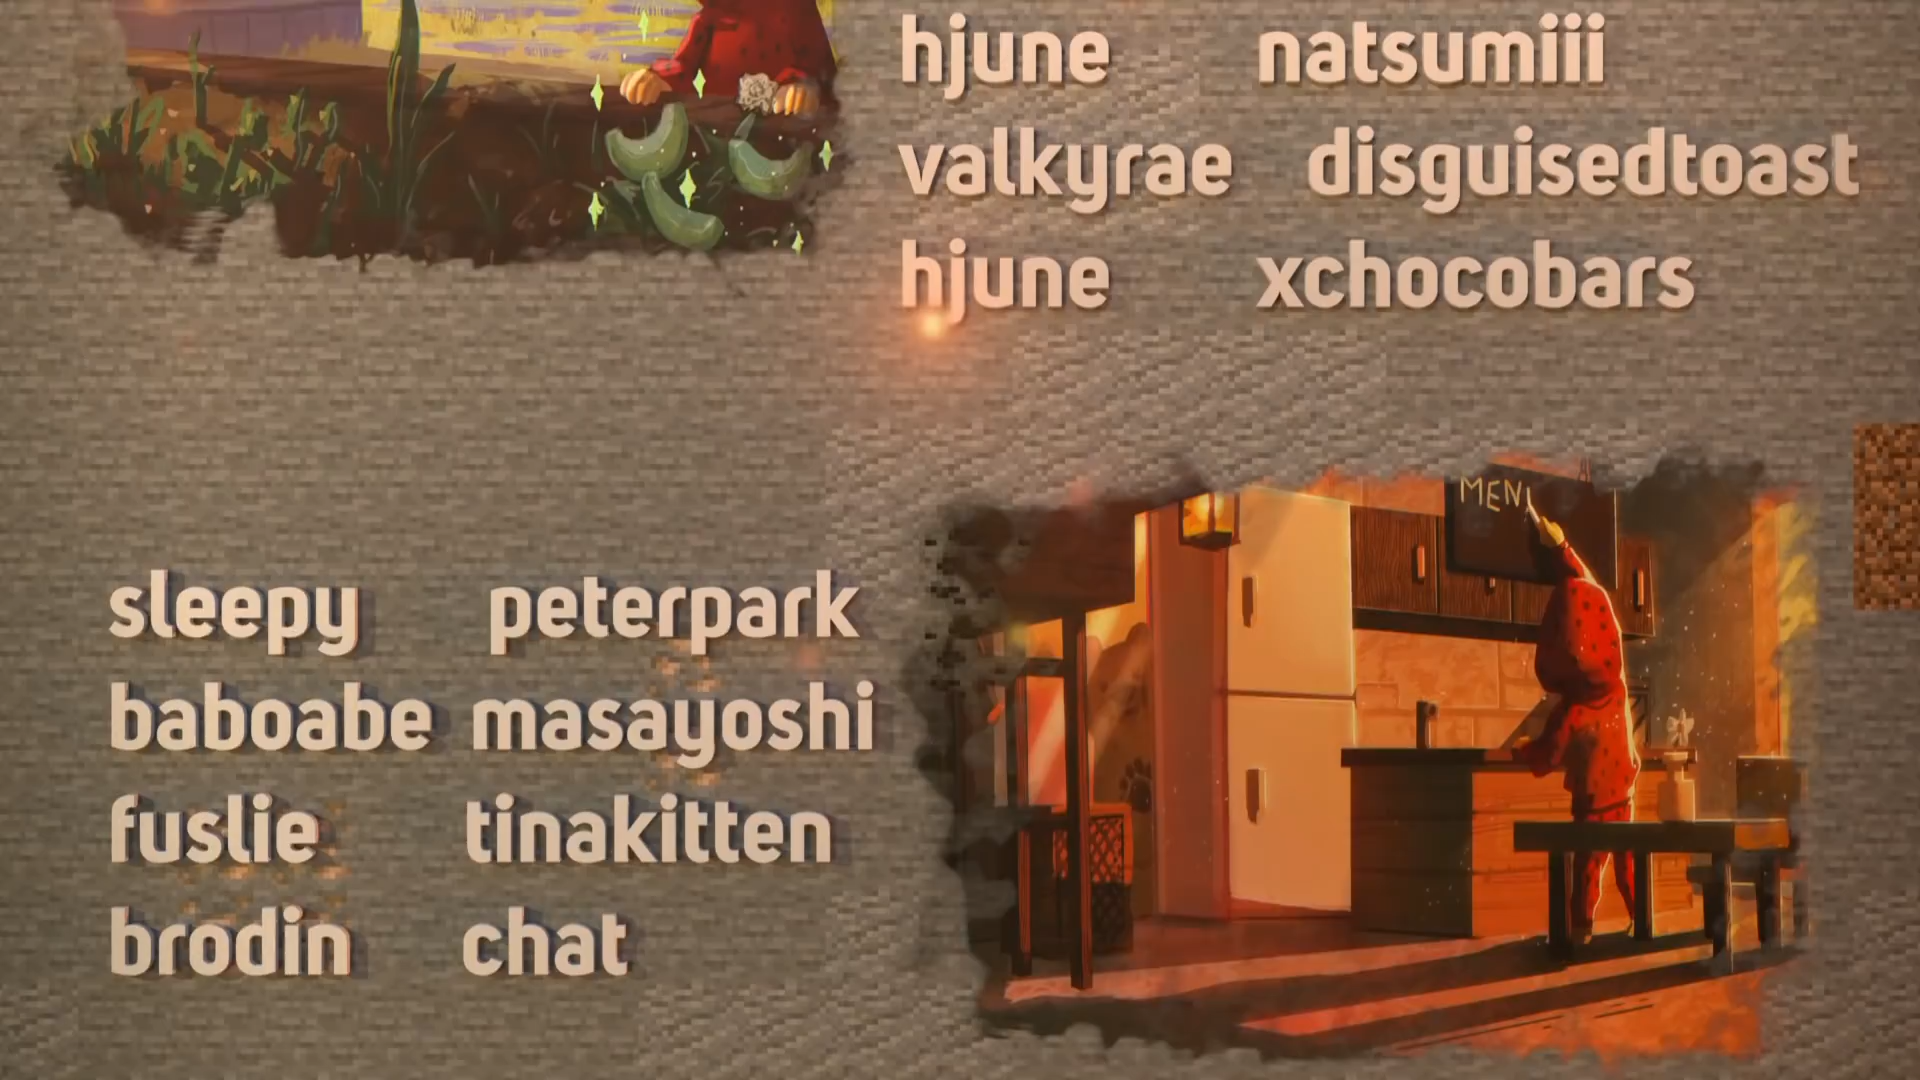 hjune natsumiii
valkyrae disguisedtoast
hjune xchocobars
MENU
sleepy peterpark
baboabe masayoshi
fuslie tinakitten
brodin chat